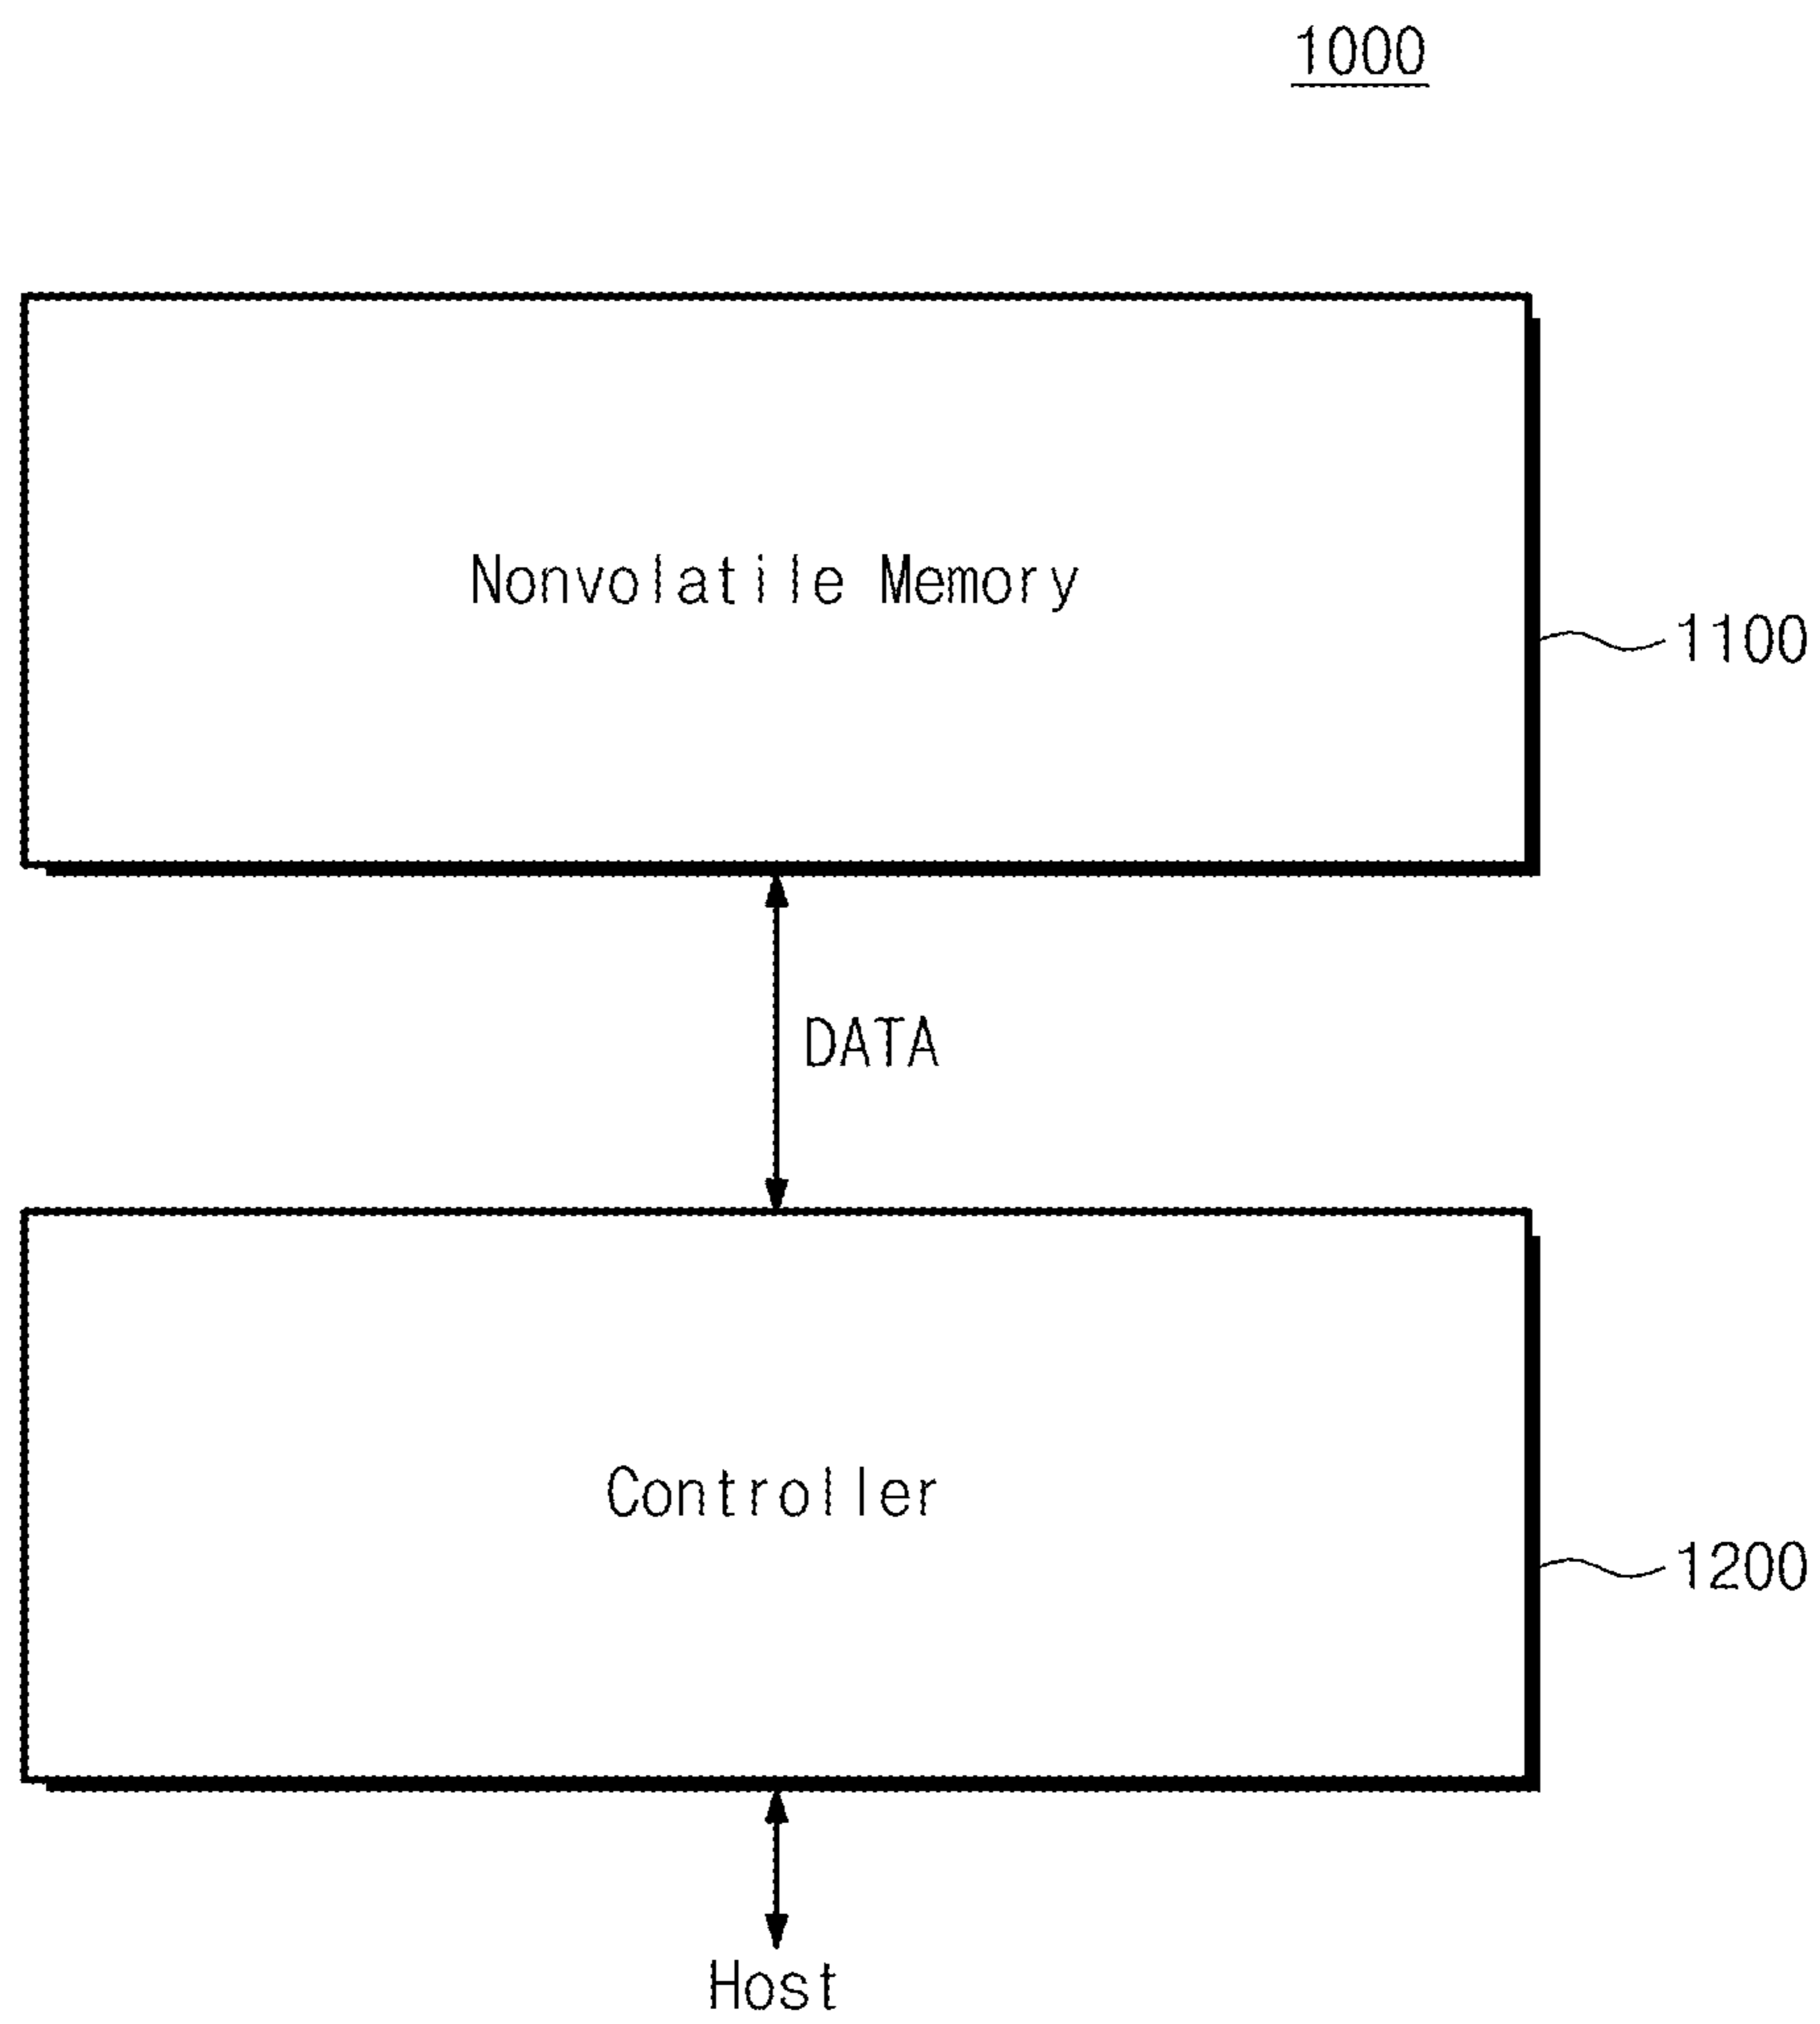 1000
Nonvolatile Memory
1100
DATA
Controller
1200
Host